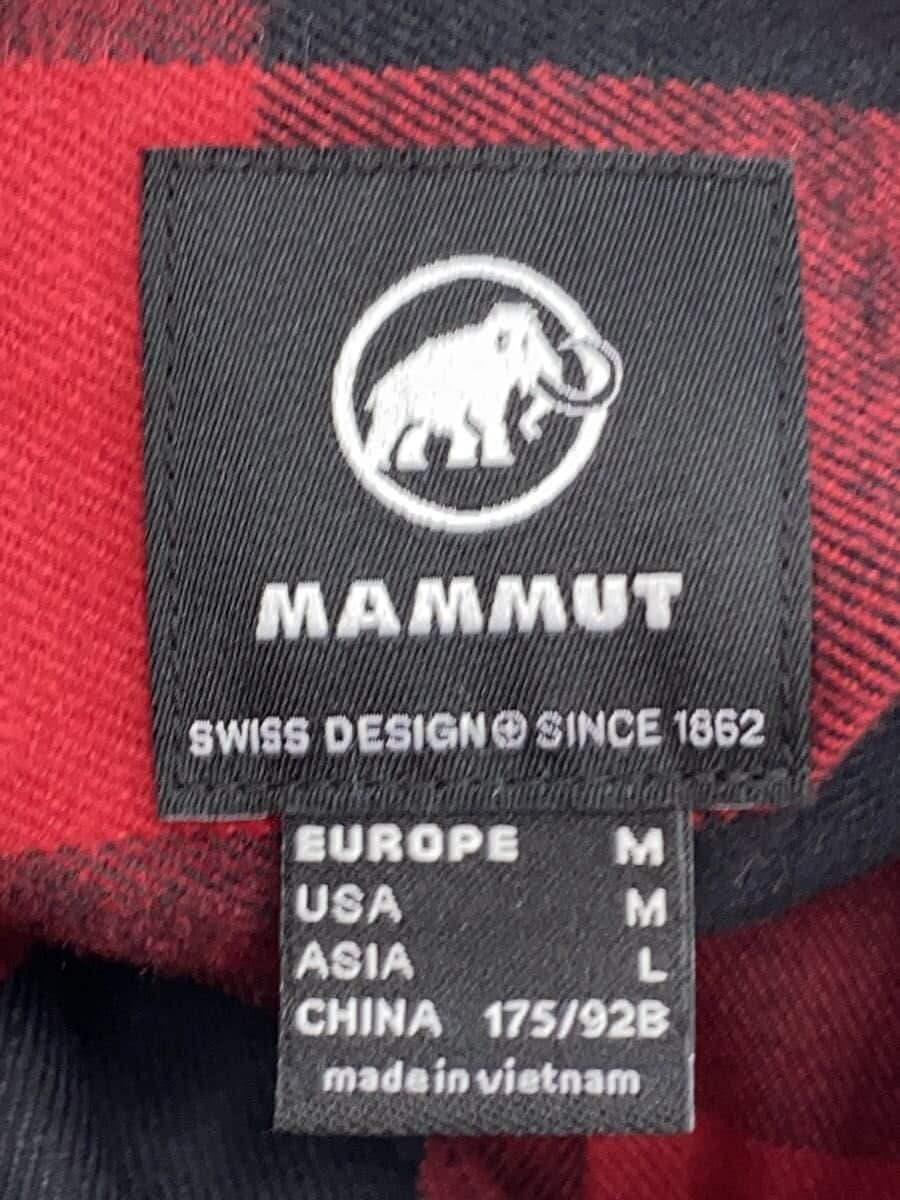 MAMMUT
SWISS DESIGN SINCE 1862
EUROPE M
USA M
ASIA L
CHINA 175/92B
made in vietnam